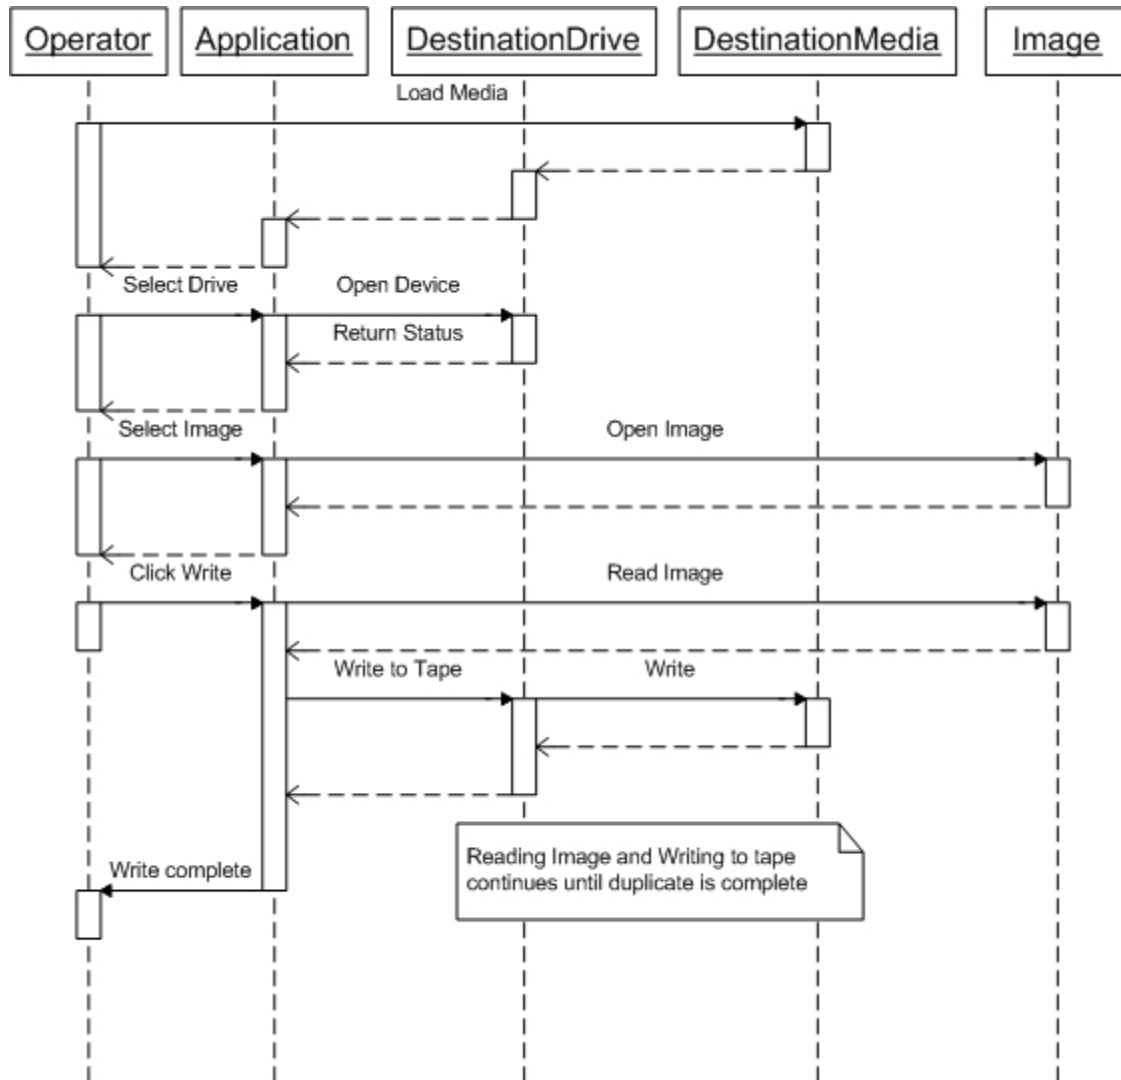 Operator
Application
DestinationDrive
DestinationMedia
Image
Load Media
Select Drive
Open Device
Return Status
Select Image
Open Image
Click Write
Read Image
Write to Tape
Write
Reading Image and Writing to tape
continues until duplicate is complete
Write complete